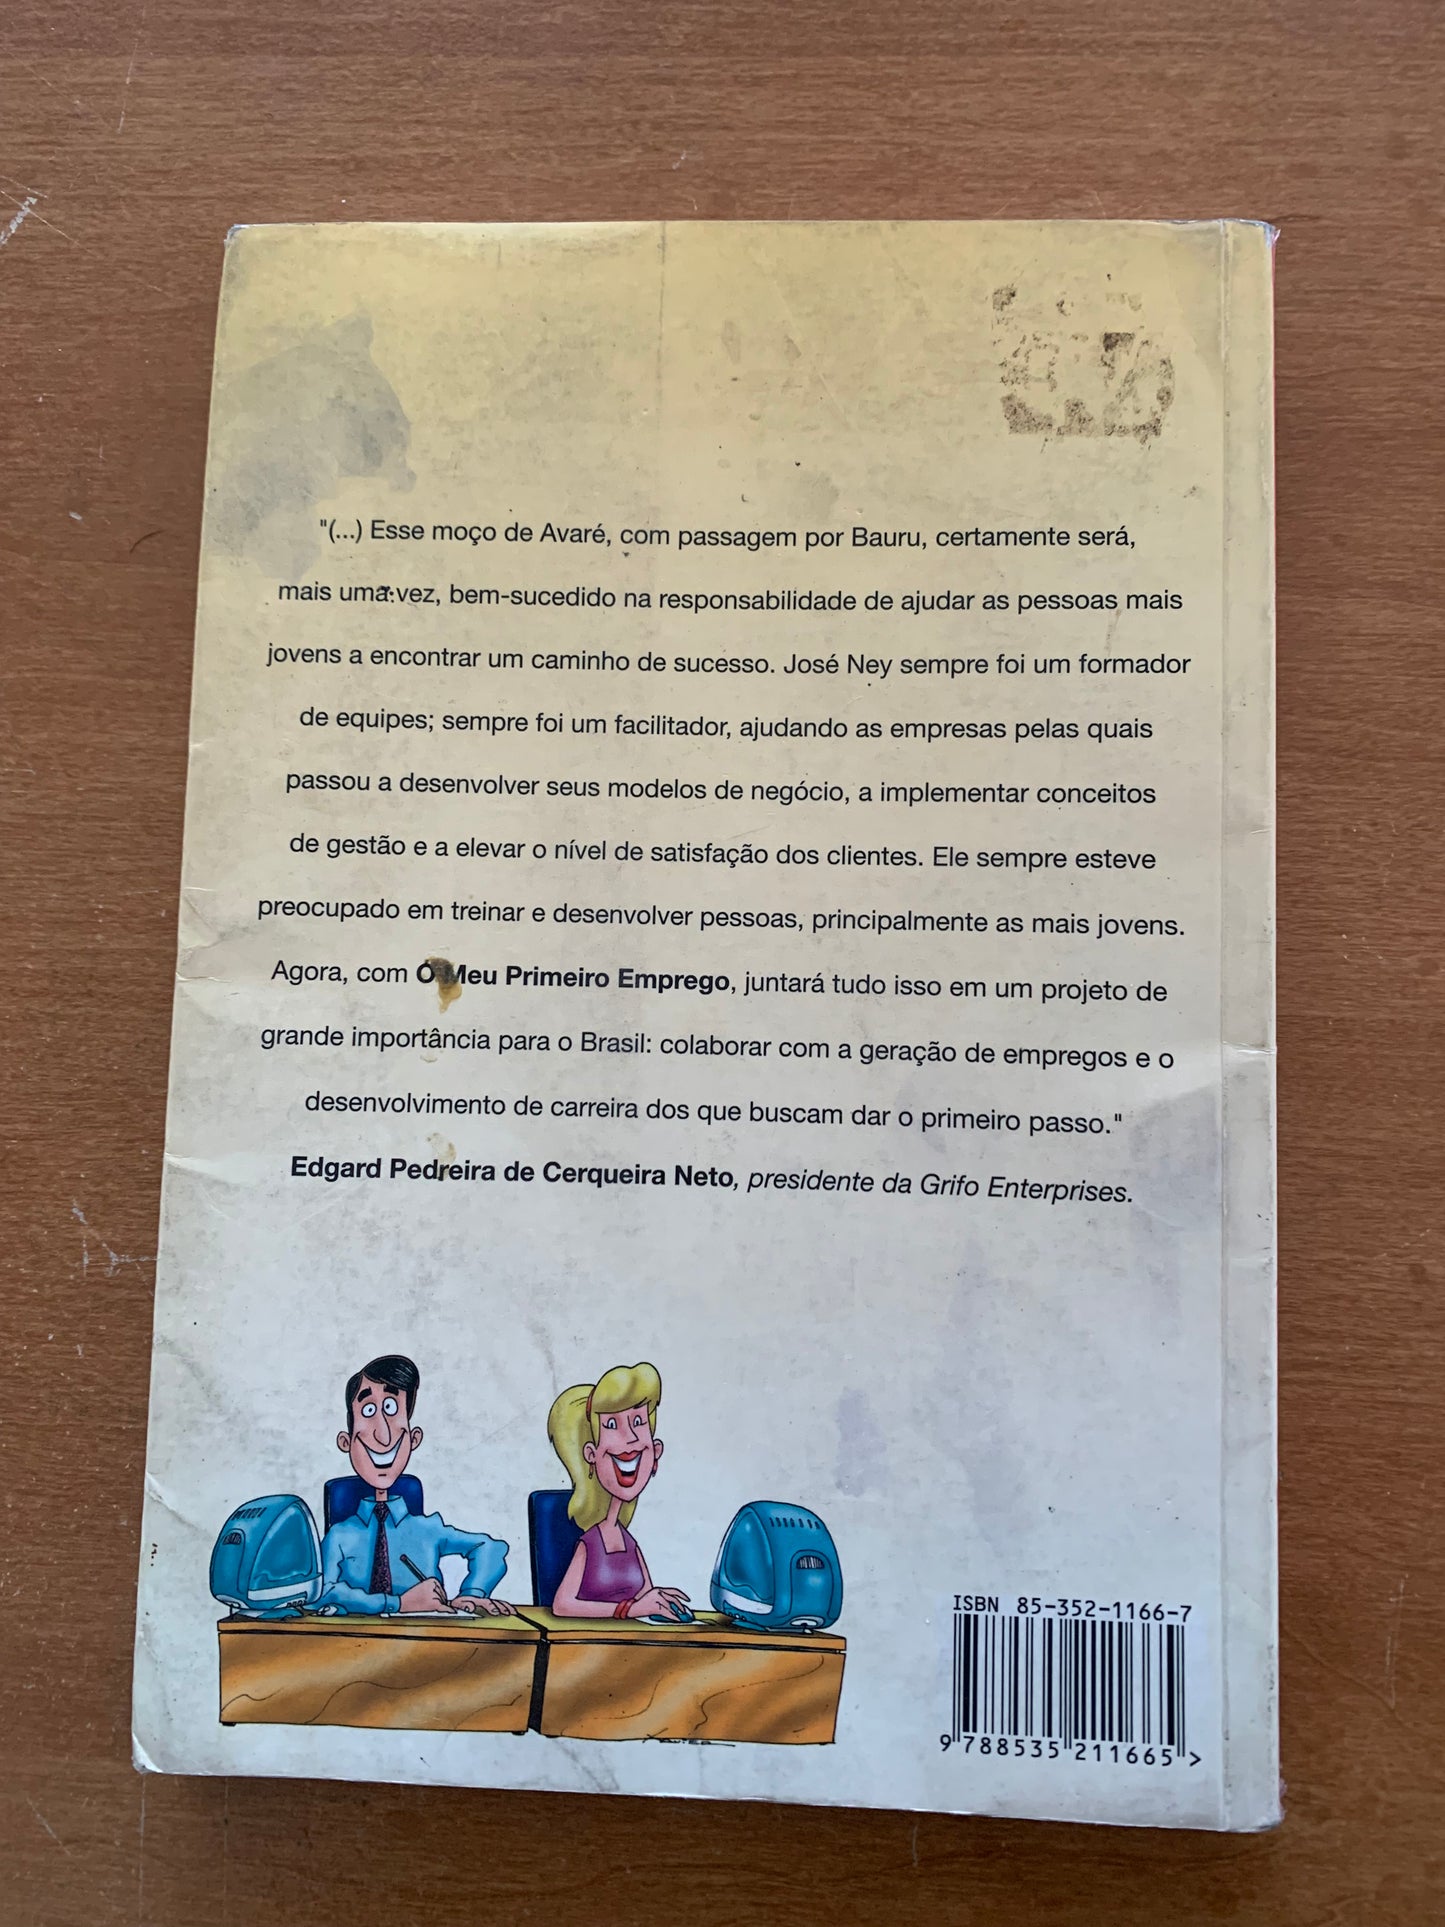 "(...) Esse moço de Avaré, com passagem por Bauru, certamente será,
mais uma vez, bem-sucedido na responsabilidade de ajudar as pessoas mais
jovens a encontrar um caminho de sucesso. José Ney sempre foi um formador
de equipes; sempre foi um facilitador, ajudando as empresas pelas quais
passou a desenvolver seus modelos de negócio, a implementar conceitos
de gestão e a elevar o nível de satisfação dos clientes. Ele sempre esteve
preocupado em treinar e desenvolver pessoas, principalmente as mais jovens.
Agora, com O Meu Primeiro Emprego, juntará tudo isso em um projeto de
grande importância para o Brasil: colaborar com a geração de empregos e o
desenvolvimento de carreira dos que buscam dar o primeiro passo."
Edgard Pedreira de Cerqueira Neto, presidente da Grifo Enterprises.
ISBN 85-352-1166-7
9 788535 211665 >